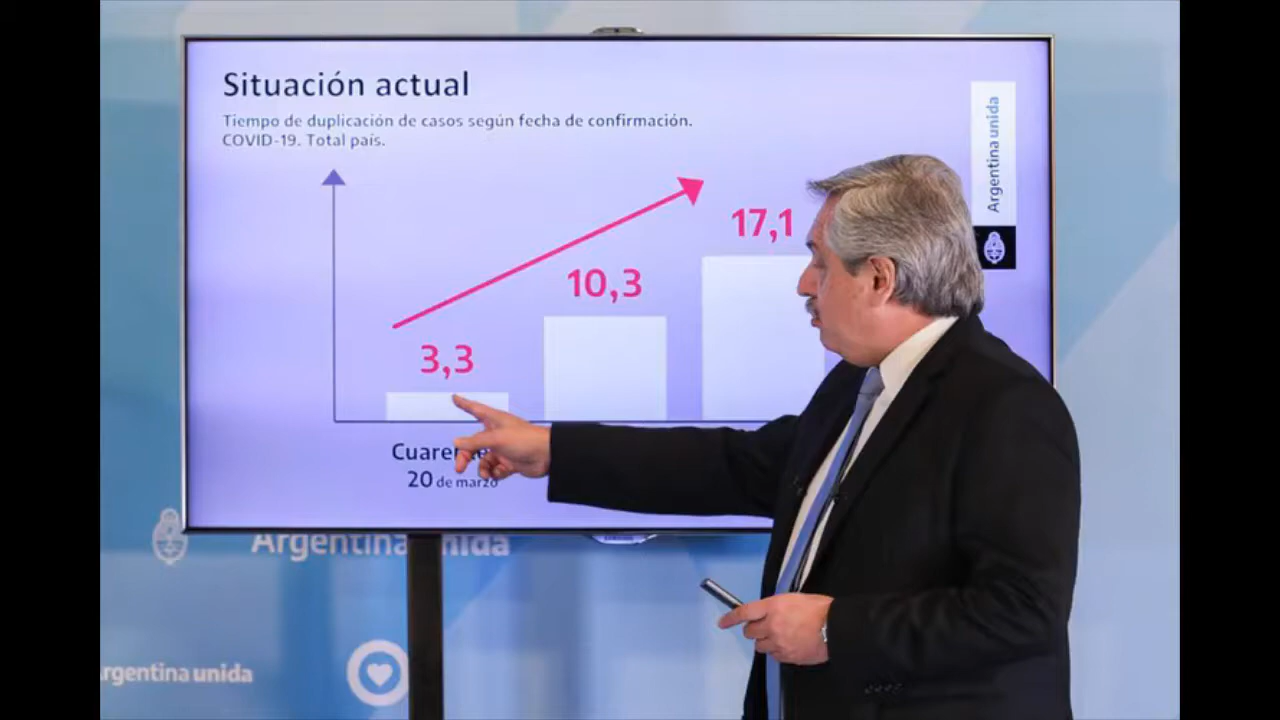 Situación actual
Tiempo de duplicación de casos según fecha de confirmación.
COVID-19. Total país.
Argentina unida
17,1
10,3
3,3
20 de marzo
Argentina unida
rgentina unida